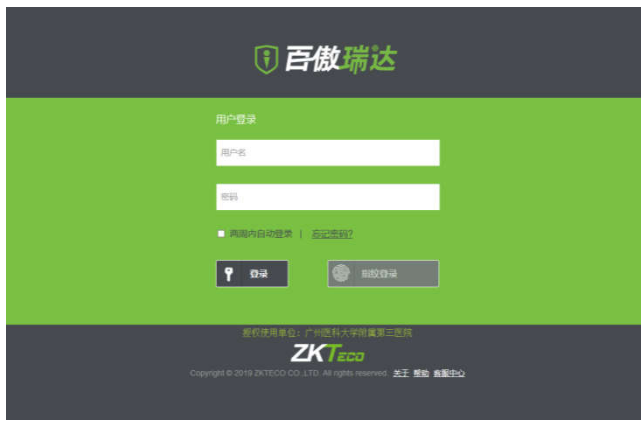 百傲瑞达
用户登录
用户名
密码
两周内自动登录 | 忘记密码?
登录 指纹登录
授权使用单位：广州医科大学附属第三医院
ZKTECO
Copyright © 2019 ZKTECO CO.,LTD. All rights reserved. 关于 帮助 客服中心